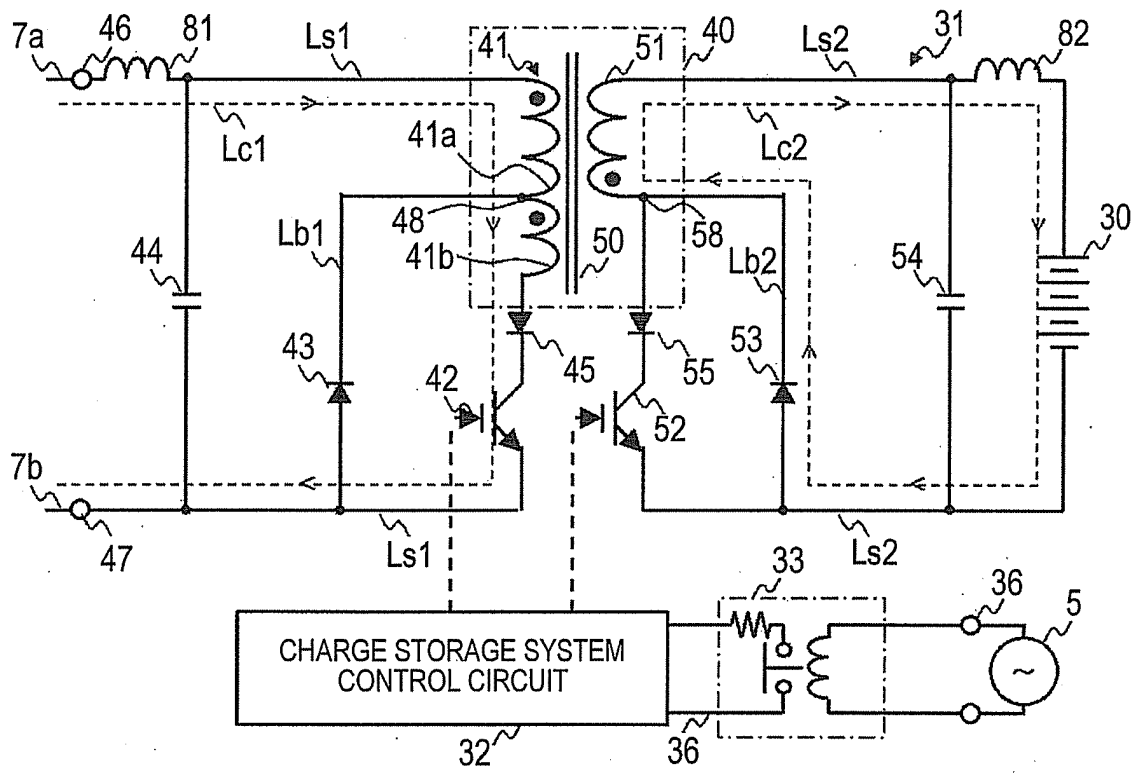 7a 46 81 Ls1 41 51 40 Ls2 31 82
Lc1 41a Lc2
48 58 30
Lb1 41b 50 Lb2 54
44
43 42 45 55 53
52
7b
47 Ls1 Ls2
33 36 5
CHARGE STORAGE SYSTEM
CONTROL CIRCUIT
~
32 36